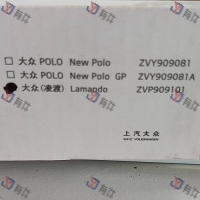 大众 POLO New Polo ZVY909081
大众 POLO New Polo GP ZVY909081A
大众(凌渡) Lamando ZVP909101
上汽大众
SAIC VOLKSWAGEN